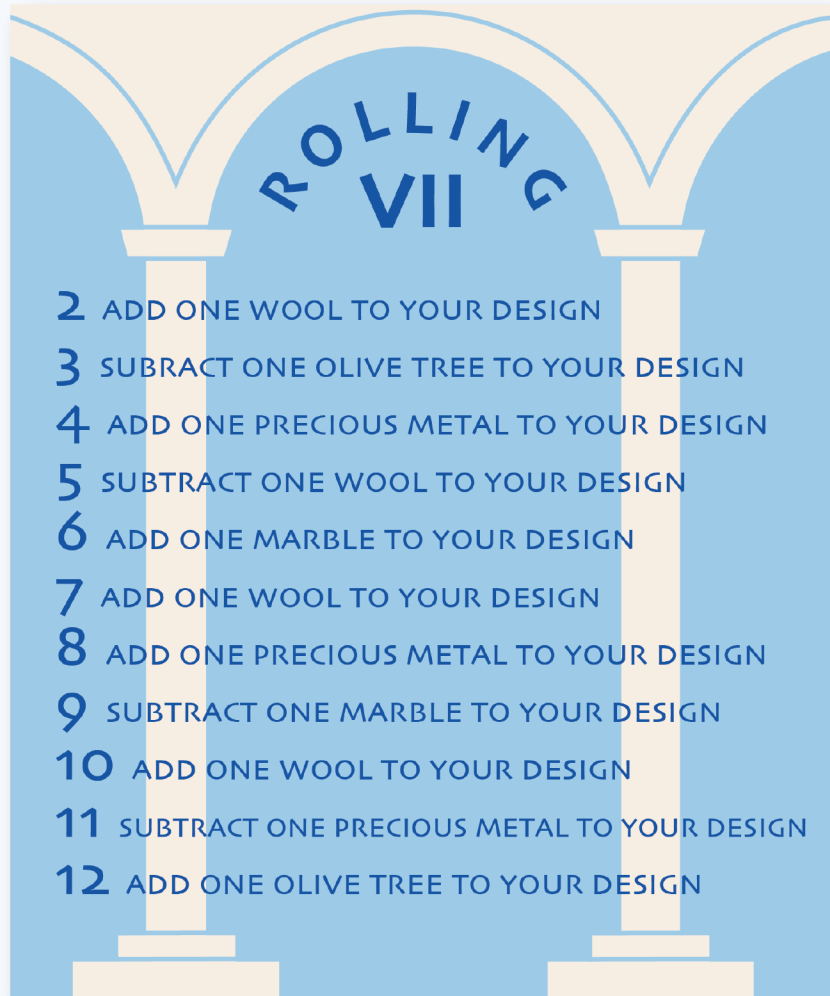 ROLLING
VII
2 ADD ONE WOOL TO YOUR DESIGN
3 SUBRACT ONE OLIVE TREE TO YOUR DESIGN
4 ADD ONE PRECIOUS METAL TO YOUR DESIGN
5 SUBTRACT ONE WOOL TO YOUR DESIGN
6 ADD ONE MARBLE TO YOUR DESIGN
7 ADD ONE WOOL TO YOUR DESIGN
8 ADD ONE PRECIOUS METAL TO YOUR DESIGN
9 SUBTRACT ONE MARBLE TO YOUR DESIGN
10 ADD ONE WOOL TO YOUR DESIGN
11 SUBTRACT ONE PRECIOUS METAL TO YOUR DESIGN
12 ADD ONE OLIVE TREE TO YOUR DESIGN